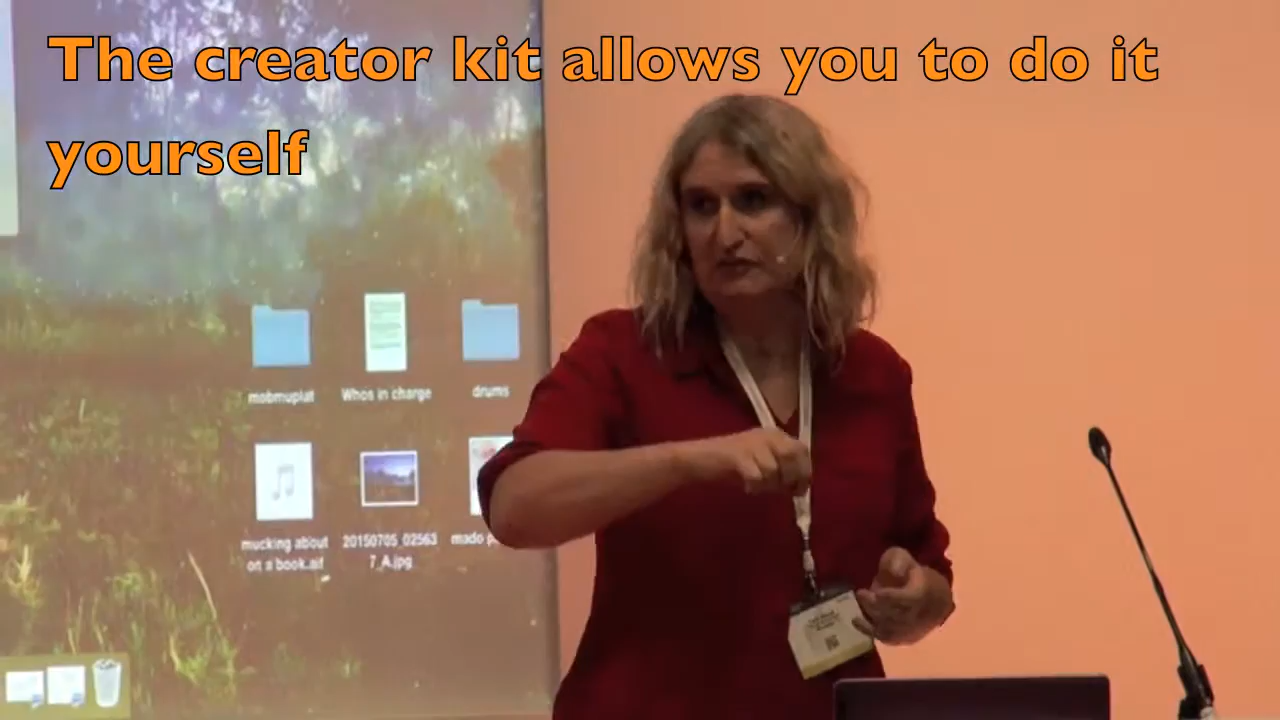 The creator kit allows you to do it
yourself
mobmuplat
Whos in charge
drums
mucking about
on a book.aif
20150705_02563
7_A.jpg
mado